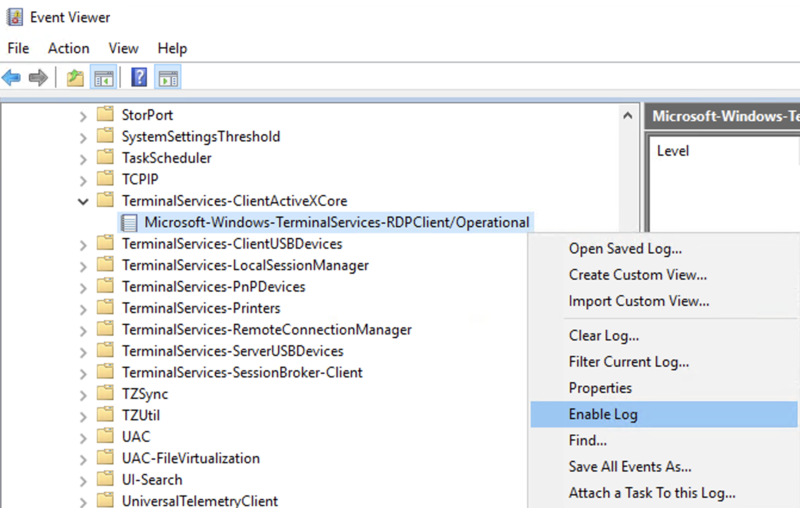 Event Viewer
File Action View Help
StorPort
SystemSettingsThreshold
TaskScheduler
TCPIP
TerminalServices-ClientActiveXCore
Microsoft-Windows-TerminalServices-RDPClient/Operational
TerminalServices-ClientUSBDevices
TerminalServices-LocalSessionManager
TerminalServices-PnPDevices
TerminalServices-Printers
TerminalServices-RemoteConnectionManager
TerminalServices-ServerUSBDevices
TerminalServices-SessionBroker-Client
TZSync
TZUtil
UAC
UAC-FileVirtualization
UI-Search
UniversalTelemetryClient
Microsoft-Windows-Te
Level
Open Saved Log...
Create Custom View...
Import Custom View...
Clear Log...
Filter Current Log...
Properties
Enable Log
Find...
Save All Events As...
Attach a Task To this Log...